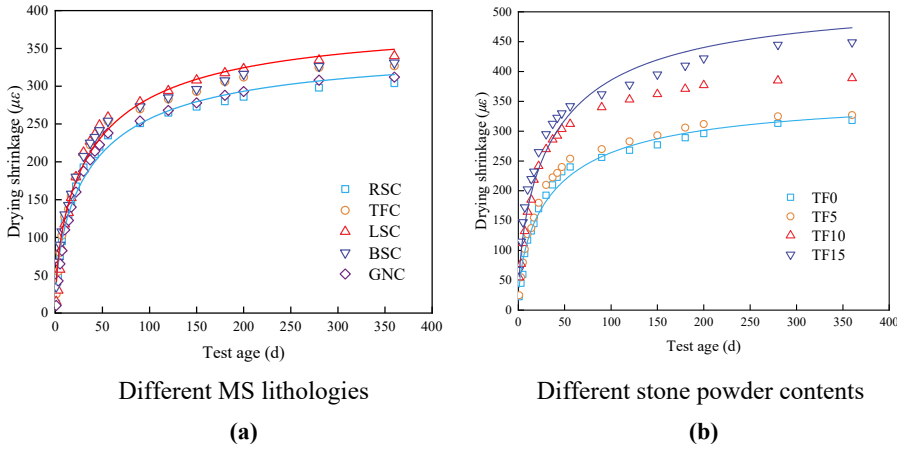 400
350
300
250
200
150
100
50
0
Drying shrinkage (με)
RSC
TFC
LSC
BSC
GNC
0 50 100 150 200 250 300 350 400
Test age (d)
Different MS lithologies
(a)
500
450
400
350
300
250
200
150
100
50
0
Drying shrinkage (με)
TF0
TF5
TF10
TF15
0 50 100 150 200 250 300 350 400
Test age (d)
Different stone powder contents
(b)